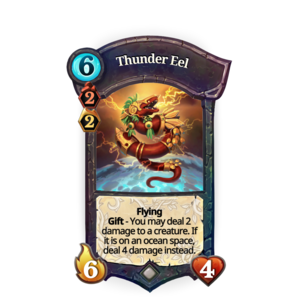 6
Thunder Eel
2
2
Flying
Gift - You may deal 2
damage to a creature. If
it is on an ocean space,
deal 4 damage instead.
6
4